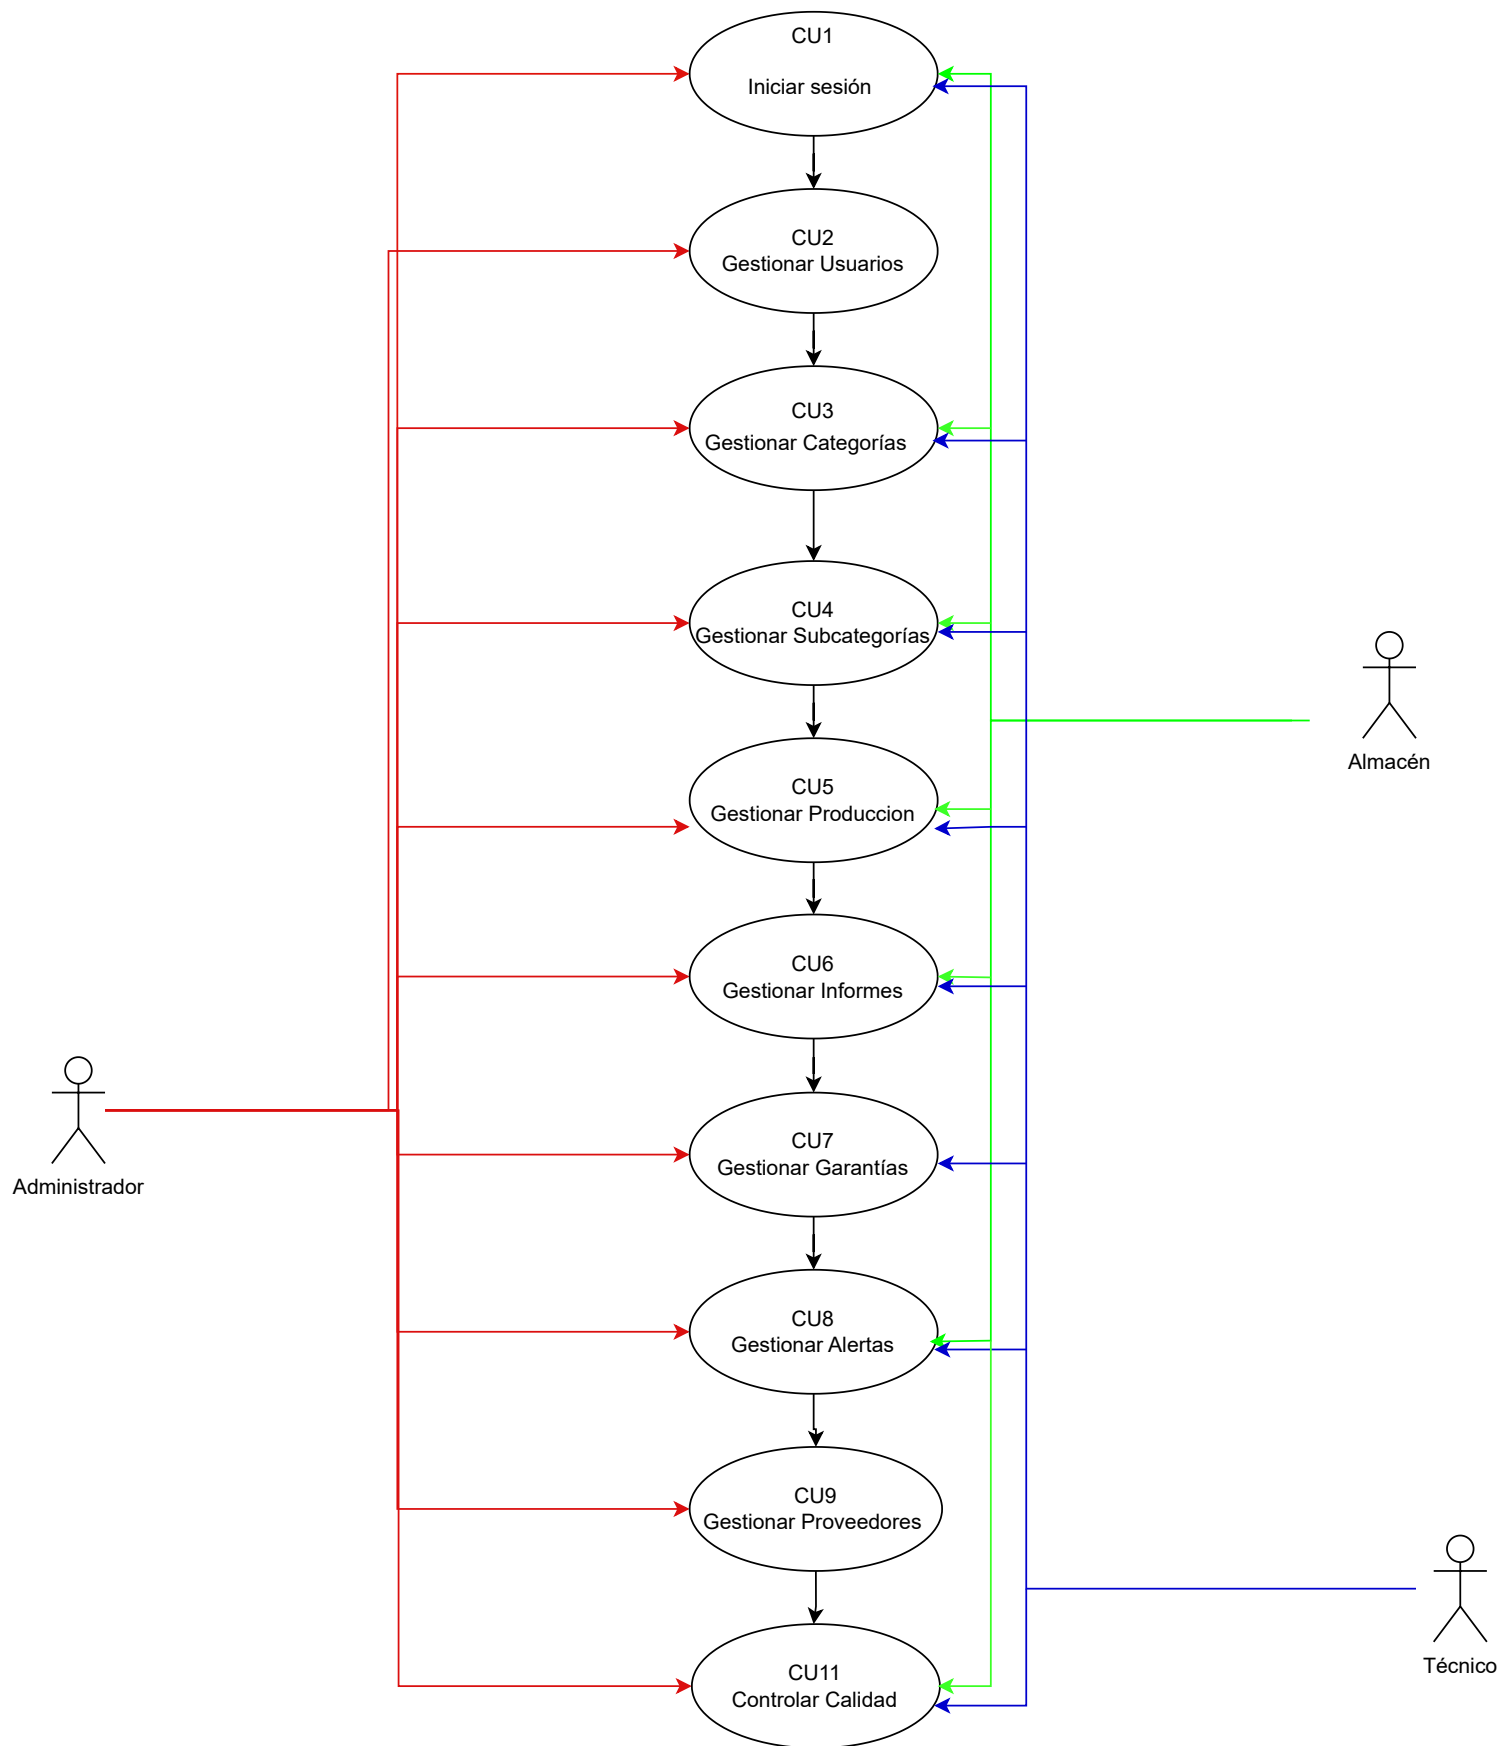 CU1
Iniciar sesión
CU2
Gestionar Usuarios
CU3
Gestionar Categorías
CU4
Gestionar Subcategorías
Almacén
CU5
Gestionar Produccion
CU6
Gestionar Informes
CU7
Gestionar Garantías
Administrador
CU8
Gestionar Alertas
CU9
Gestionar Proveedores
Técnico
CU11
Controlar Calidad